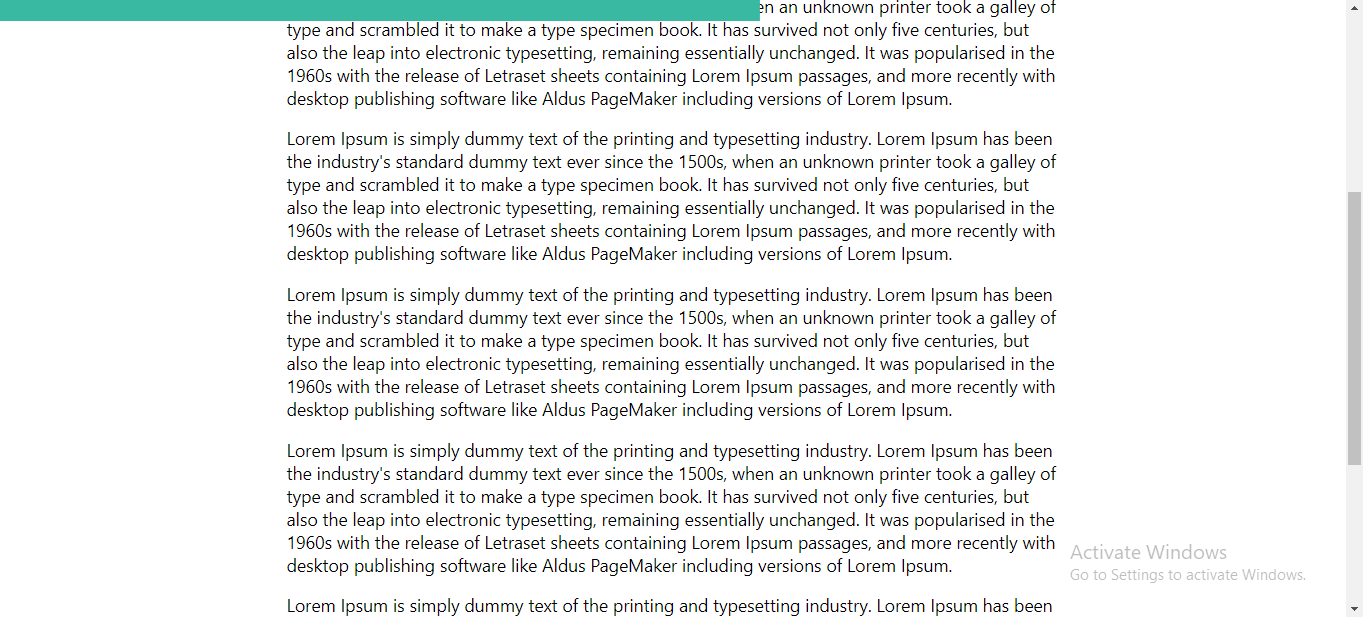 en an unknown printer took a galley of
type and scrambled it to make a type specimen book. It has survived not only five centuries, but
also the leap into electronic typesetting, remaining essentially unchanged. It was popularised in the
1960s with the release of Letraset sheets containing Lorem Ipsum passages, and more recently with
desktop publishing software like Aldus PageMaker including versions of Lorem Ipsum.
Lorem Ipsum is simply dummy text of the printing and typesetting industry. Lorem Ipsum has been
the industry's standard dummy text ever since the 1500s, when an unknown printer took a galley of
type and scrambled it to make a type specimen book. It has survived not only five centuries, but
also the leap into electronic typesetting, remaining essentially unchanged. It was popularised in the
1960s with the release of Letraset sheets containing Lorem Ipsum passages, and more recently with
desktop publishing software like Aldus PageMaker including versions of Lorem Ipsum.
Lorem Ipsum is simply dummy text of the printing and typesetting industry. Lorem Ipsum has been
the industry's standard dummy text ever since the 1500s, when an unknown printer took a galley of
type and scrambled it to make a type specimen book. It has survived not only five centuries, but
also the leap into electronic typesetting, remaining essentially unchanged. It was popularised in the
1960s with the release of Letraset sheets containing Lorem Ipsum passages, and more recently with
desktop publishing software like Aldus PageMaker including versions of Lorem Ipsum.
Lorem Ipsum is simply dummy text of the printing and typesetting industry. Lorem Ipsum has been
the industry's standard dummy text ever since the 1500s, when an unknown printer took a galley of
type and scrambled it to make a type specimen book. It has survived not only five centuries, but
also the leap into electronic typesetting, remaining essentially unchanged. It was popularised in the
1960s with the release of Letraset sheets containing Lorem Ipsum passages, and more recently with
desktop publishing software like Aldus PageMaker including versions of Lorem Ipsum.
Lorem Ipsum is simply dummy text of the printing and typesetting industry. Lorem Ipsum has been
Activate Windows
Go to Settings to activate Windows.